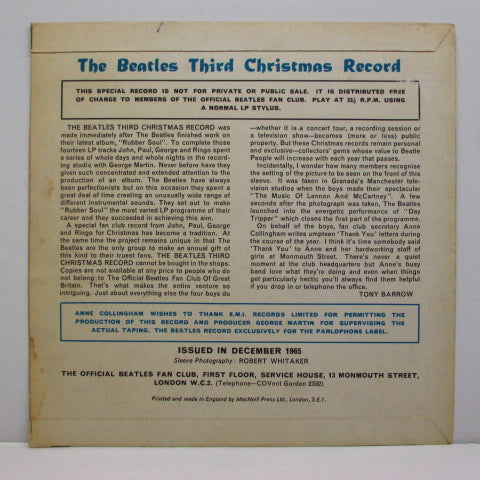 The Beatles Third Christmas Record
THIS SPECIAL RECORD IS NOT FOR PRIVATE OR PUBLIC SALE. IT IS DISTRIBUTED FREE
OF CHARGE TO MEMBERS OF THE OFFICIAL BEATLES FAN CLUB. PLAY AT 33⅓ R.P.M. USING
A NORMAL LP STYLUS.
THE BEATLES THIRD CHRISTMAS RECORD was
made immediately after The Beatles finished work on
their latest album, "Rubber Soul". To complete those
fourteen LP tracks John, Paul, George and Ringo spent
a series of whole days and whole nights in the record-
ing studio with George Martin. Never before have they
given such concentrated and extended attention to the
production of an album. The Beatles have always
been perfectionists but on this occasion they spent a
great deal of time creating an unusually wide range of
different instrumental sounds. They set out to make
"Rubber Soul" the most varied LP programme of their
career and they succeeded in achieving this aim.
A special fan club record from John, Paul, George
and Ringo for Christmas has become a tradition. At
the same time the project remains unique in that The
Beatles are the only group to make an annual gift of
this kind to their truest fans. THE BEATLES THIRD
CHRISTMAS RECORD cannot be bought in the shops.
Copies are not available at any price to people who do
not belong to The Official Beatles Fan Club Of Great
Britain. That's what makes the entire venture so
intriguing. Just about everything else the four boys do
—whether it is a concert tour, a recording session or
a television show—becomes (more or less) public
property. But these Christmas records remain personal
and exclusive—collectors' gems whose value to Beatle
People will increase with each year that passes.
Incidentally, I wonder how many members recognise
the setting of the picture to be seen on the front of this
sleeve. It was taken in Granada's Manchester tele-
vision studios when the boys made their spectacular
"The Music Of Lennon And McCartney". A few
seconds after the photograph was taken, The Beatles
launched into the energetic performance of "Day
Tripper" which closes the first part of the programme.
On behalf of the boys, fan club secretary Anne
Collingham writes umpteen 'Thank You' letters during
the course of the year. I think it's time somebody said
'Thank You' to Anne and her hardworking staff of
girls at Monmouth Street. There's never a quiet
moment at the club headquarters but Anne's busy
band love what they're doing and even when things
get particularly hectic you'll always find them helpful
if you drop in or telephone the office.
TONY BARROW
ANNE COLLINGHAM WISHES TO THANK E.M.I. RECORDS LIMITED FOR PERMITTING THE
PRODUCTION OF THIS RECORD AND PRODUCER GEORGE MARTIN FOR SUPERVISING THE
ACTUAL TAPING. THE BEATLES RECORD EXCLUSIVELY FOR THE PARLOPHONE LABEL.
ISSUED IN DECEMBER 1965
Sleeve Photography: ROBERT WHITAKER
THE OFFICIAL BEATLES FAN CLUB, FIRST FLOOR, SERVICE HOUSE, 13 MONMOUTH STREET,
LONDON W.C.2. (Telephone—COVent Garden 2332)
Printed and made in England by MacNeill Press Ltd., London, S.E.1.